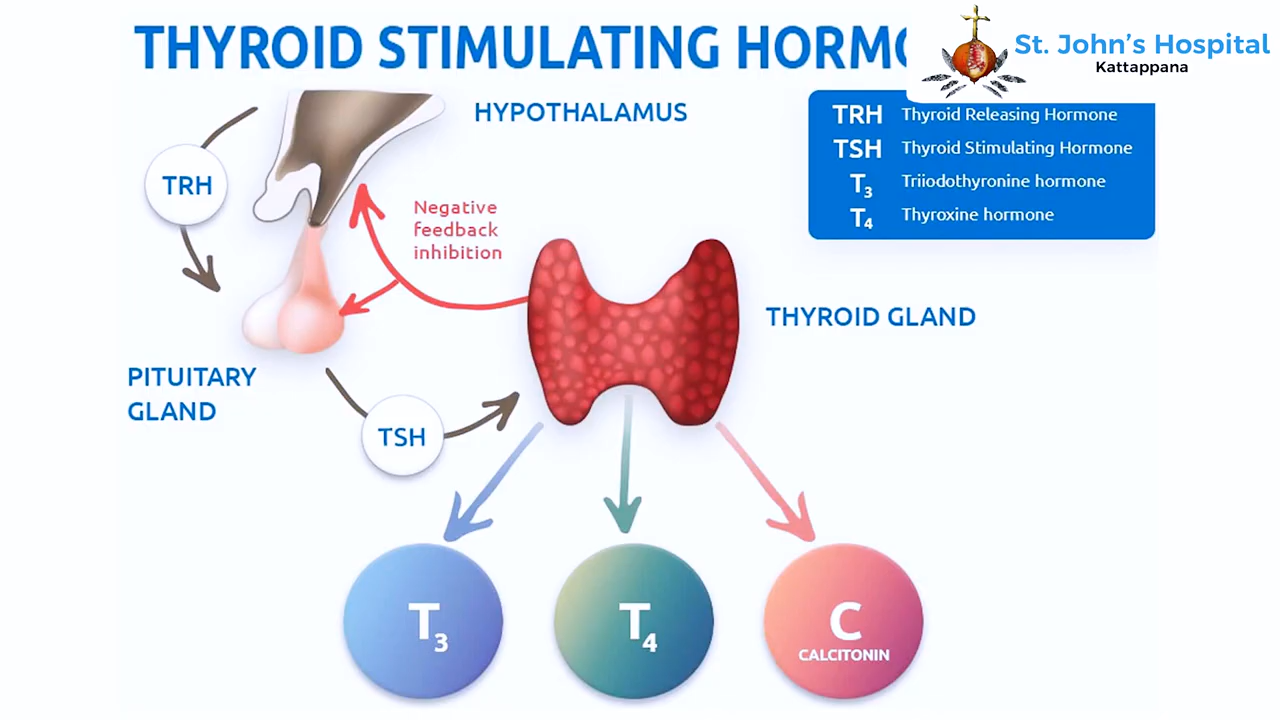 THYROID STIMULATING HORMO
St. John's Hospital
Kattappana
HYPOTHALAMUS
TRH Thyroid Releasing Hormone
TSH Thyroid Stimulating Hormone
T3 Triiodothyronine hormone
T4 Thyroxine hormone
TRH
Negative
feedback
inhibition
THYROID GLAND
PITUITARY
GLAND
TSH
T3
T4
C
CALCITONIN